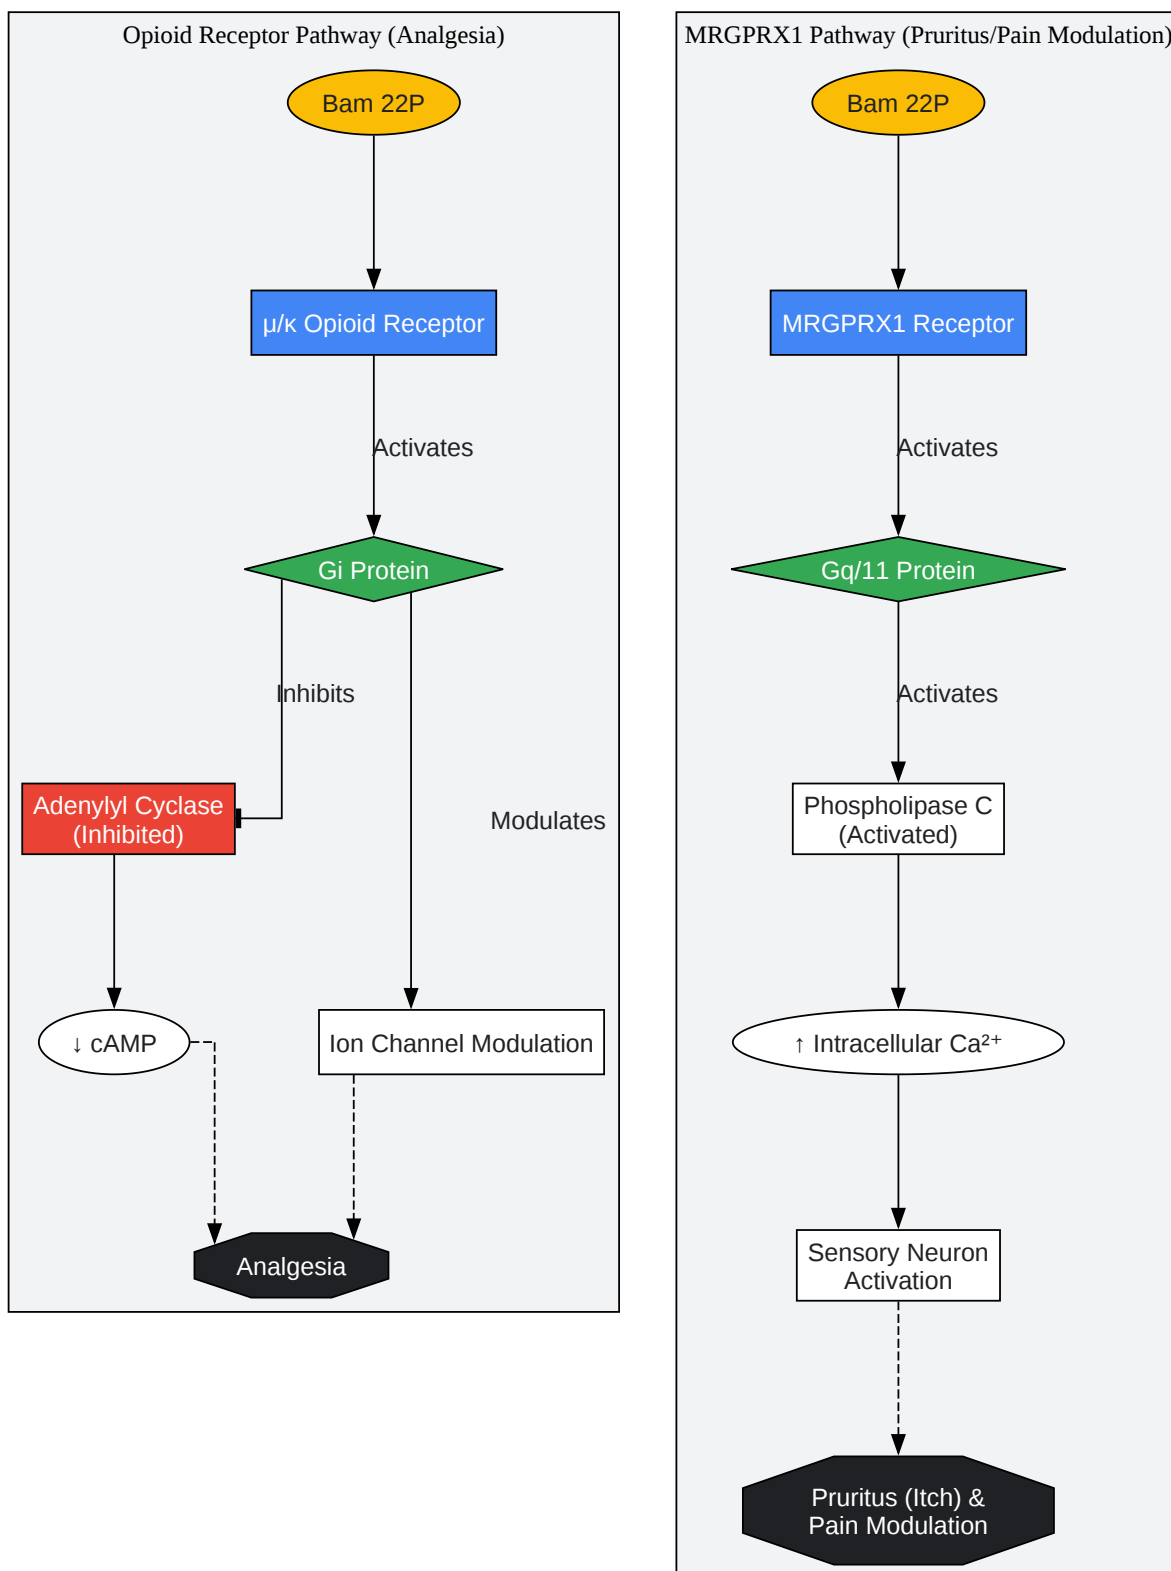 Opioid Receptor Pathway (Analgesia)
Bam 22P
μ/κ Opioid Receptor
Activates
Gi Protein
Inhibits
Adenylyl Cyclase
(Inhibited)
Modulates
↓ cAMP
Ion Channel Modulation
Analgesia
MRGPRX1 Pathway (Pruritus/Pain Modulation)
Bam 22P
MRGPRX1 Receptor
Activates
Gq/11 Protein
Activates
Phospholipase C
(Activated)
↑ Intracellular Ca²⁺
Sensory Neuron
Activation
Pruritus (Itch) &
Pain Modulation